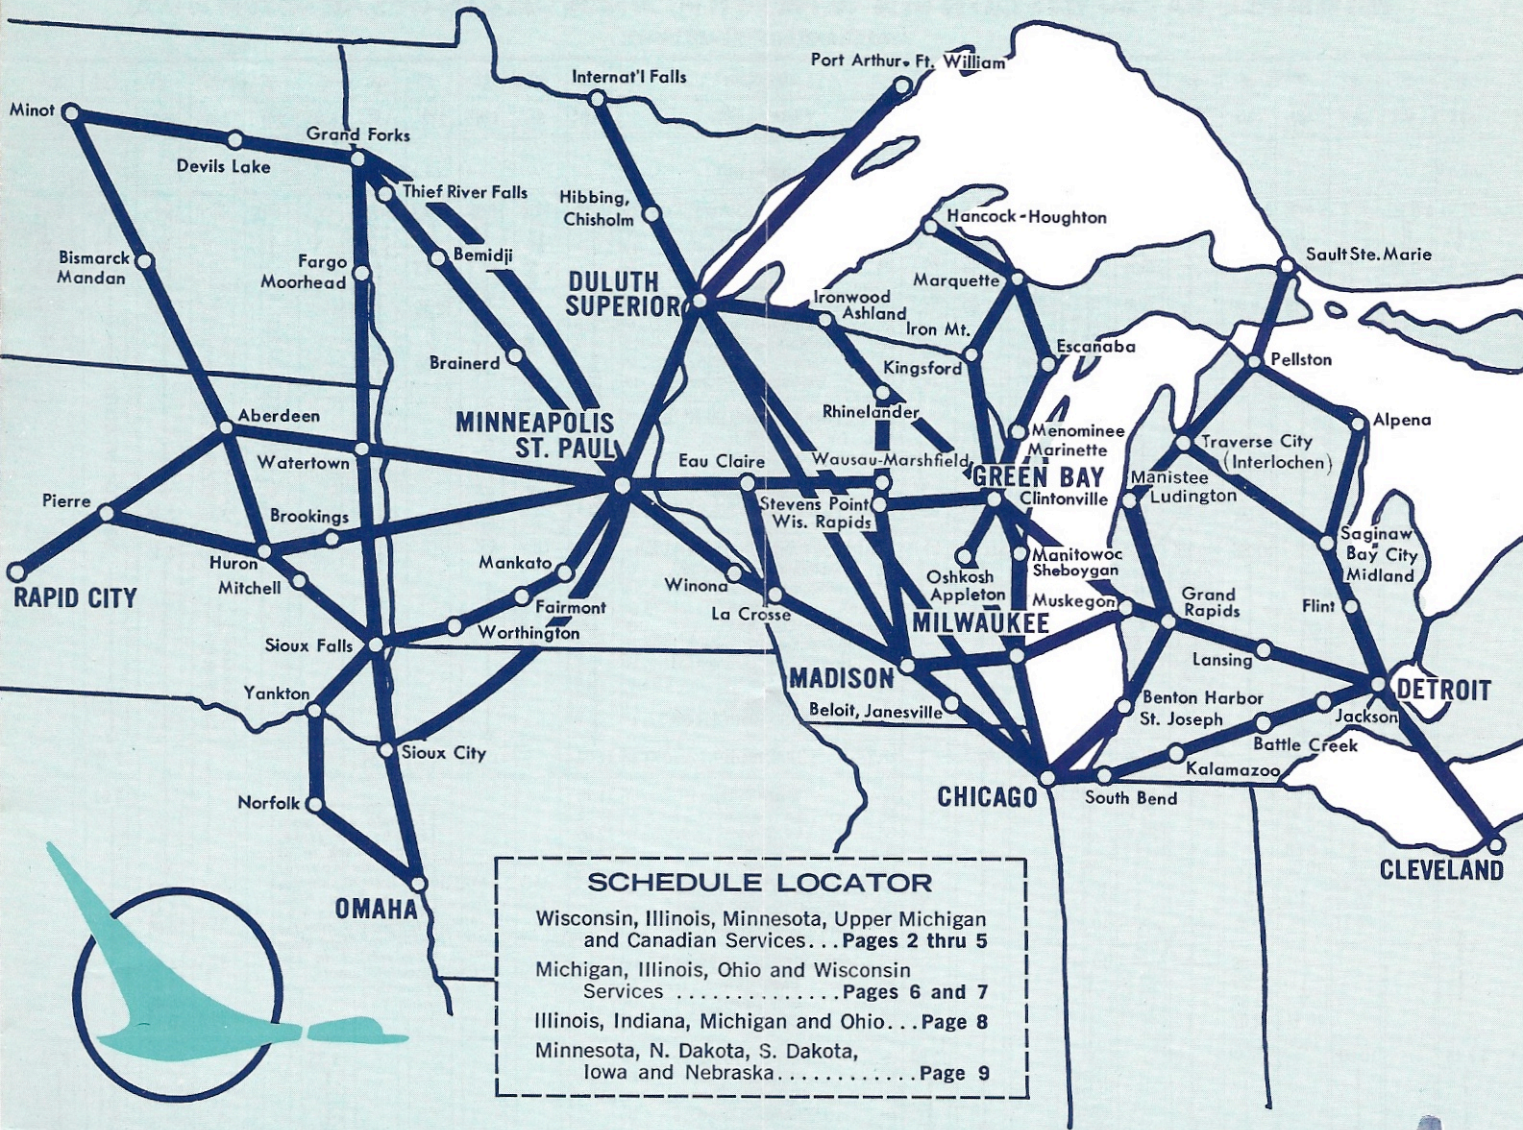 Port Arthur. Ft. William
Internat'l Falls
Minot
Grand Forks
Devils Lake
Thief River Falls
Hibbing,
Chisholm
Hancock-Houghton
Bismarck
Mandan
Fargo
Moorhead
Bemidji
Sault Ste. Marie
DULUTH
SUPERIOR
Marquette
Ironwood
Ashland
Iron Mt.
Kingsford
Escanaba
Brainerd
Pellston
Aberdeen
MINNEAPOLIS
ST. PAUL
Rhinelander
Alpena
Menominee
Marinette
Traverse City
(Interlochen)
Watertown
Eau Claire
Wausau-Marshfield
GREEN BAY
Clintonville
Manistee
Ludington
Pierre
Stevens Point
Wis. Rapids
Brookings
Saginaw
Bay City
Midland
Huron
Mitchell
Mankato
Winona
Oshkosh
Appleton
Manitowoc
Sheboygan
RAPID CITY
Fairmont
La Crosse
Muskegon
Grand
Rapids
Flint
Worthington
MILWAUKEE
Sioux Falls
Lansing
MADISON
DETROIT
Yankton
Beloit, Janesville
Benton Harbor
St. Joseph
Jackson
Sioux City
Battle Creek
Kalamazoo
Norfolk
CHICAGO
South Bend
CLEVELAND
OMAHA
SCHEDULE LOCATOR
Wisconsin, Illinois, Minnesota, Upper Michigan
and Canadian Services...Pages 2 thru 5
Michigan, Illinois, Ohio and Wisconsin
Services ..............Pages 6 and 7
Illinois, Indiana, Michigan and Ohio...Page 8
Minnesota, N. Dakota, S. Dakota,
Iowa and Nebraska............Page 9